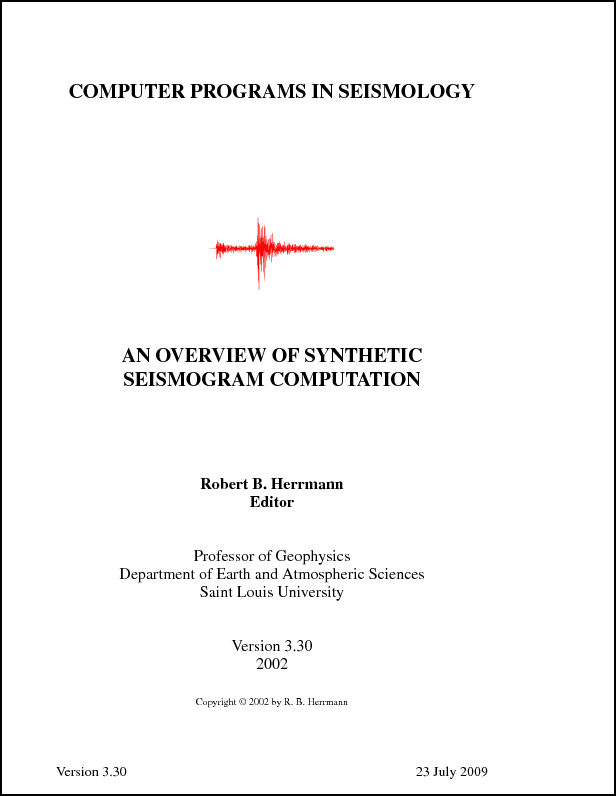 COMPUTER PROGRAMS IN SEISMOLOGY
AN OVERVIEW OF SYNTHETIC
SEISMOGRAM COMPUTATION
Robert B. Herrmann
Editor
Professor of Geophysics
Department of Earth and Atmospheric Sciences
Saint Louis University
Version 3.30
2002
Copyright © 2002 by R. B. Herrmann
Version 3.30 23 July 2009